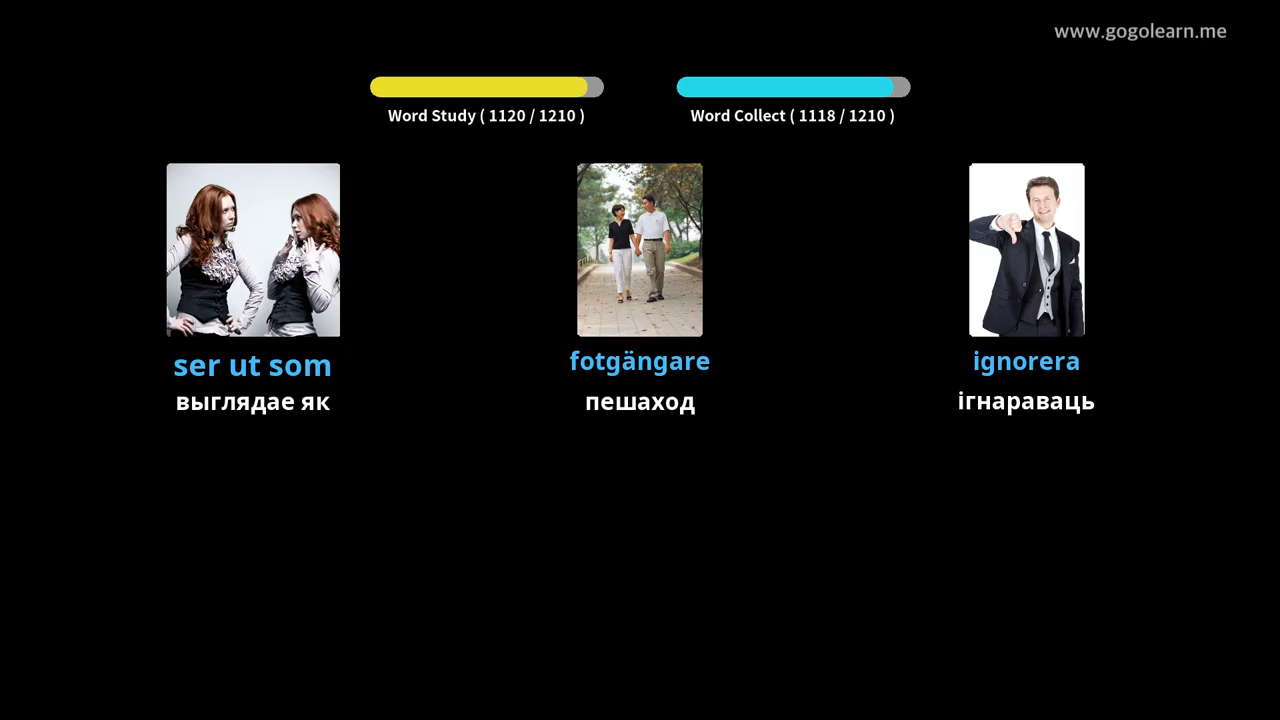 www.gogolearn.me
Word Study ( 1120 / 1210 )
Word Collect ( 1118 / 1210 )
ser ut som
fotgängare
ignorera
выглядае як
пешаход
ігнараваць